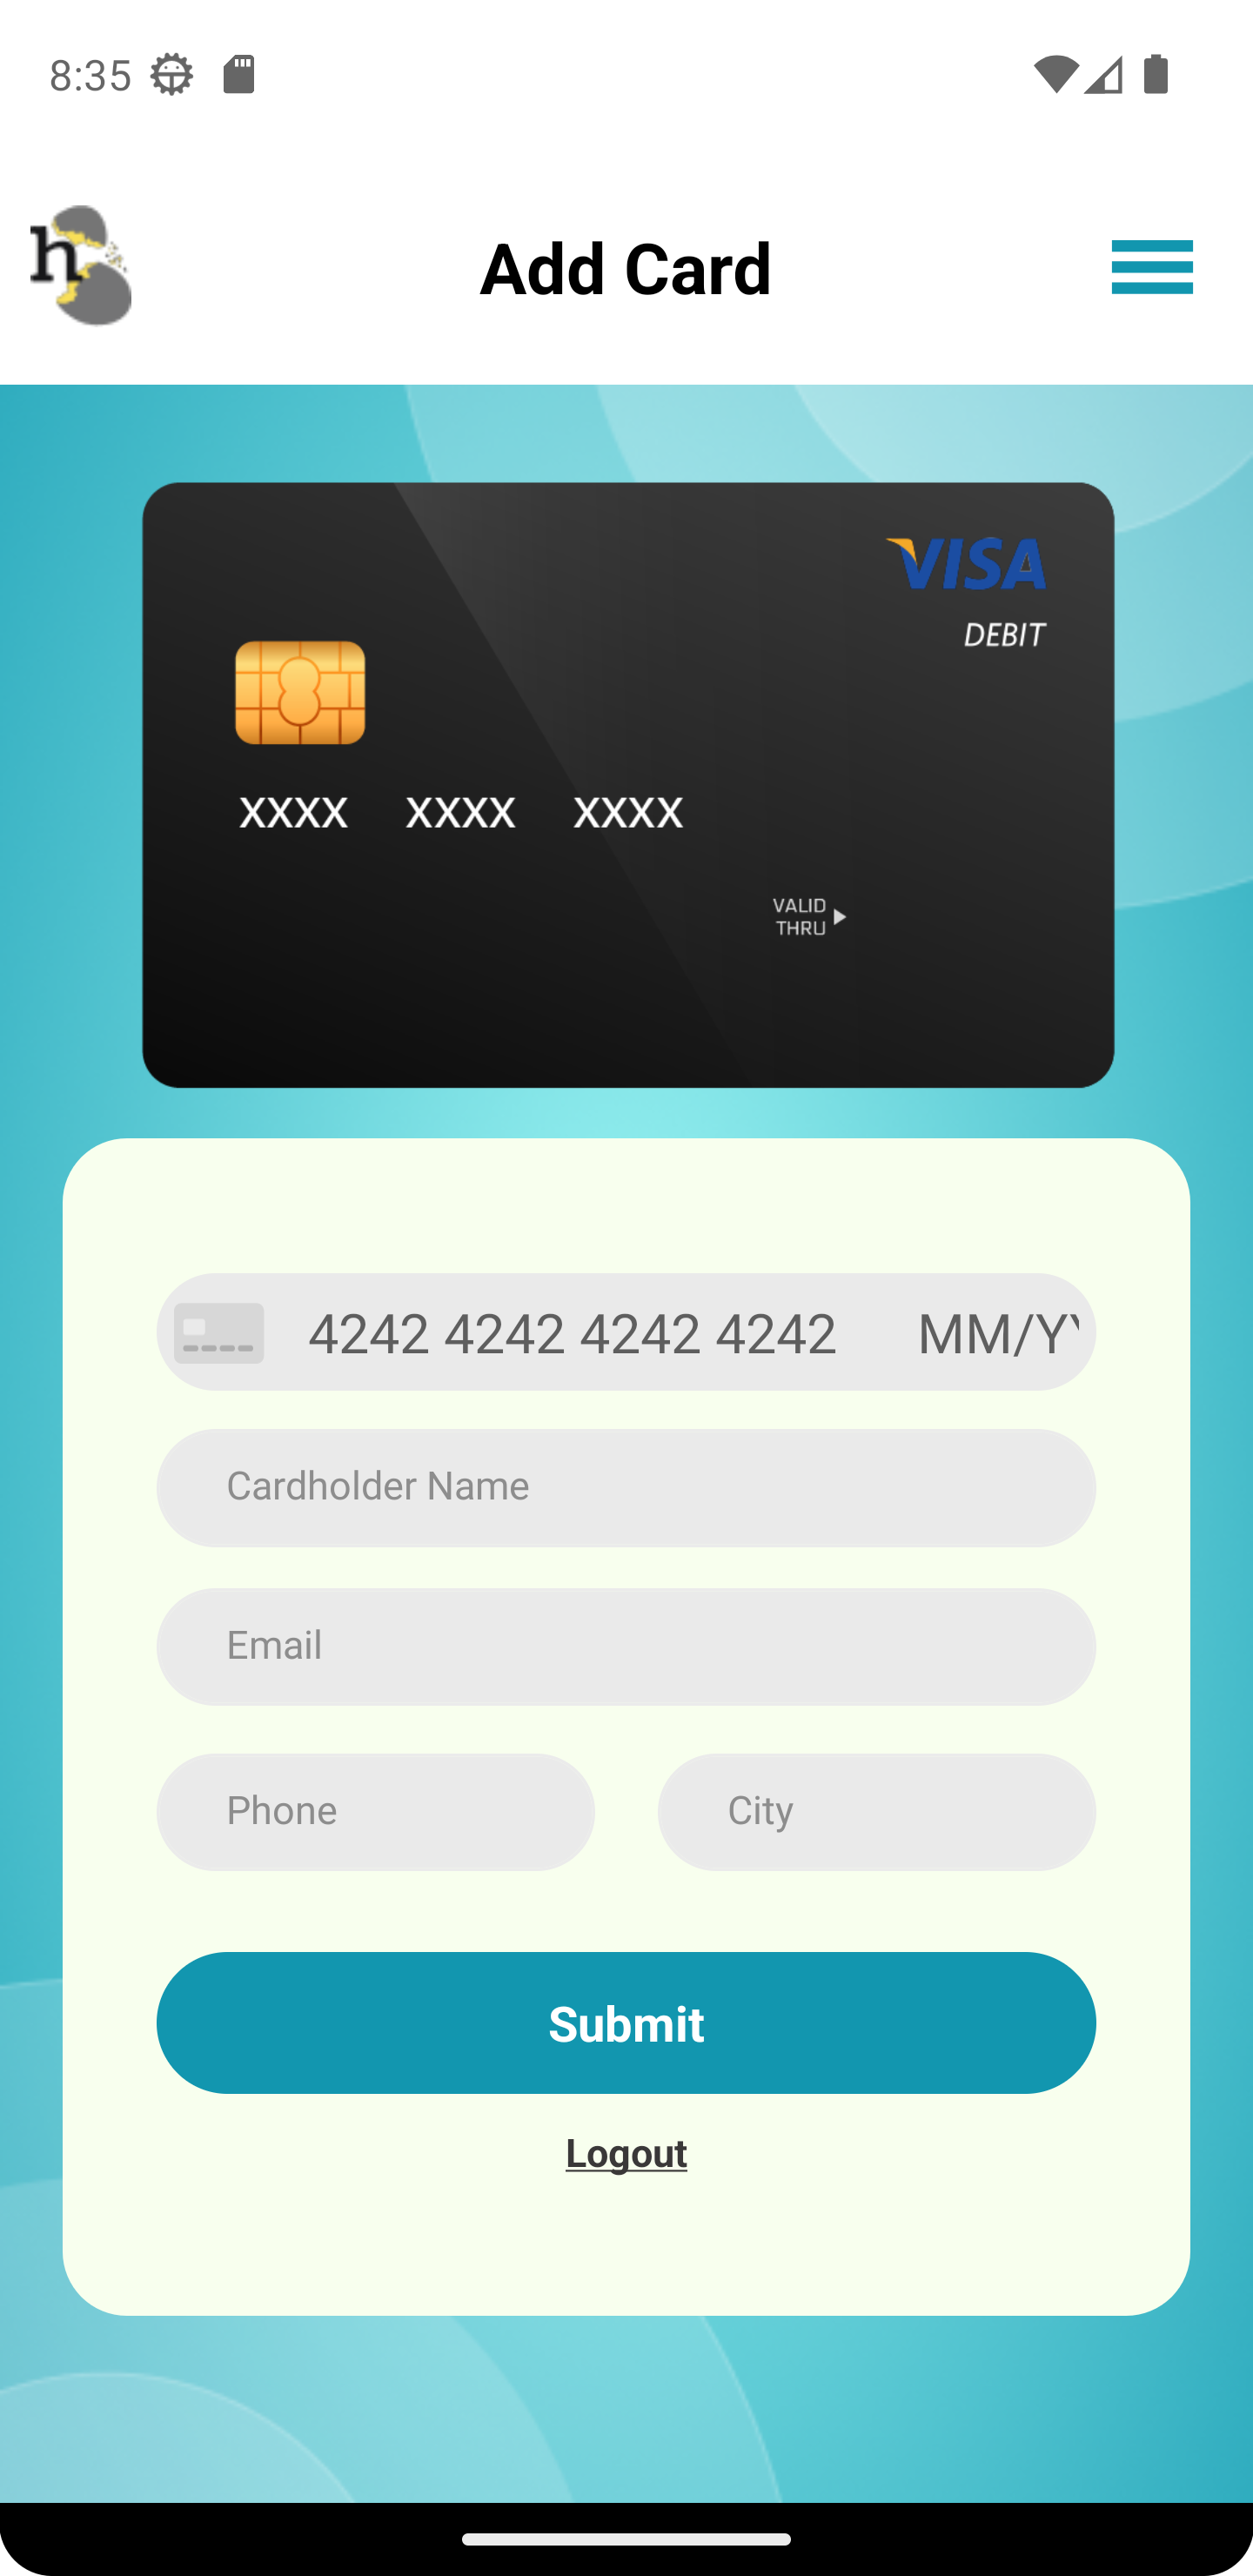 8:35
h
Add Card
VISA
DEBIT
XXXX XXXX XXXX
VALID
THRU
4242 4242 4242 4242 MM/Y
Cardholder Name
Email
Phone City
Submit
Logout